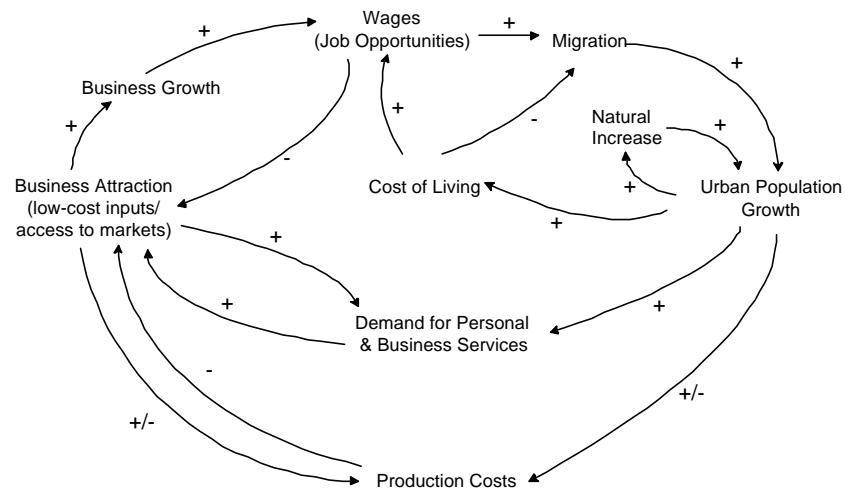 Wages
(Job Opportunities)
+
Migration
+
+
Business Growth
+
+
-
Natural
Increase
+
-
Business Attraction
(low-cost inputs/
access to markets)
Cost of Living
+
Urban Population
Growth
+
+
+
+
Demand for Personal
& Business Services
-
+/-
+/-
Production Costs